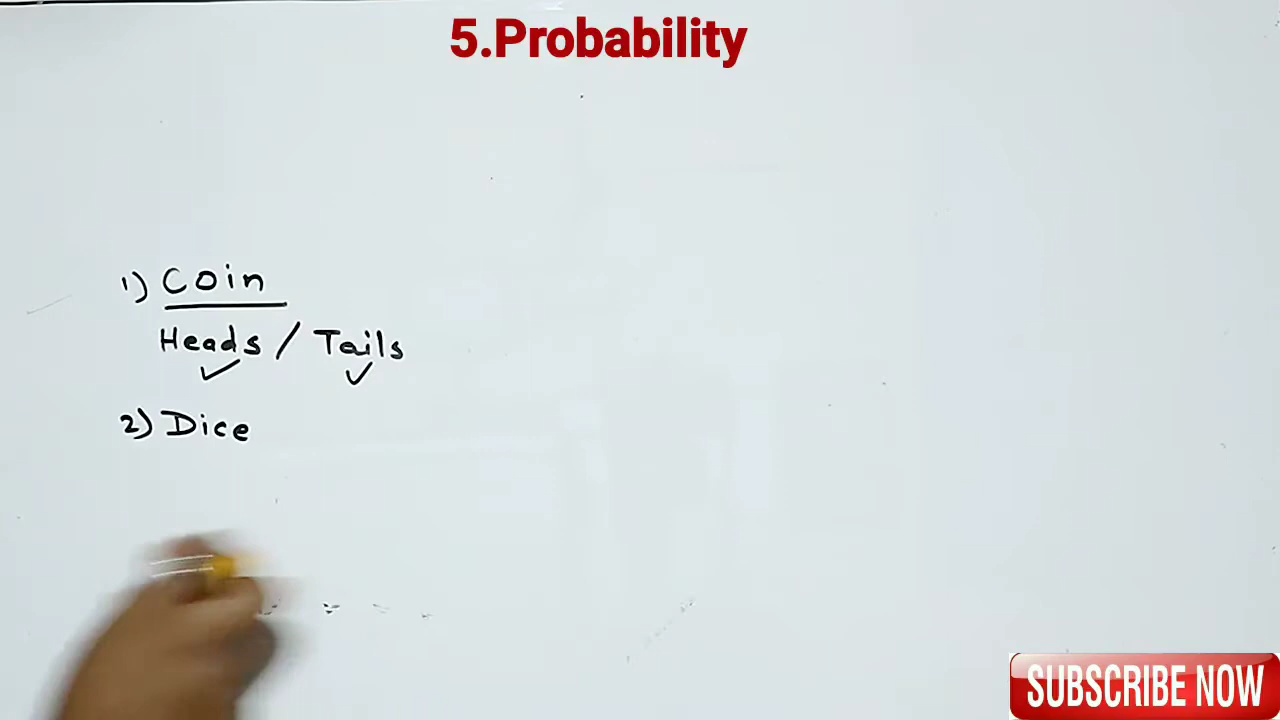 5.Probability
1) Coin
Heads / Tails
2) Dice
SUBSCRIBE NOW